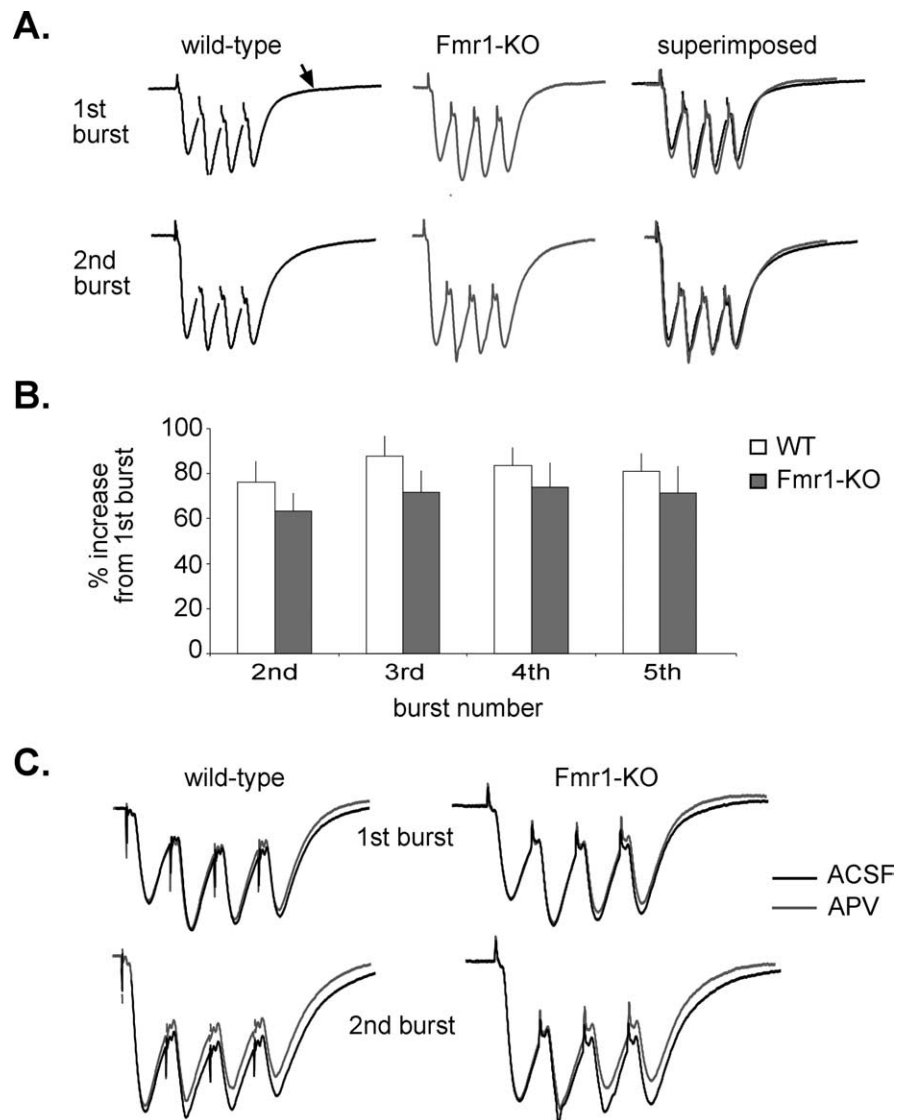 A.
wild-type
Fmr1-KO
superimposed
1st
burst
2nd
burst
B.
% increase
from 1st burst
100
80
60
40
20
0
2nd
3rd
4th
5th
burst number
WT
Fmr1-KO
C.
wild-type
Fmr1-KO
1st burst
2nd burst
ACSF
APV